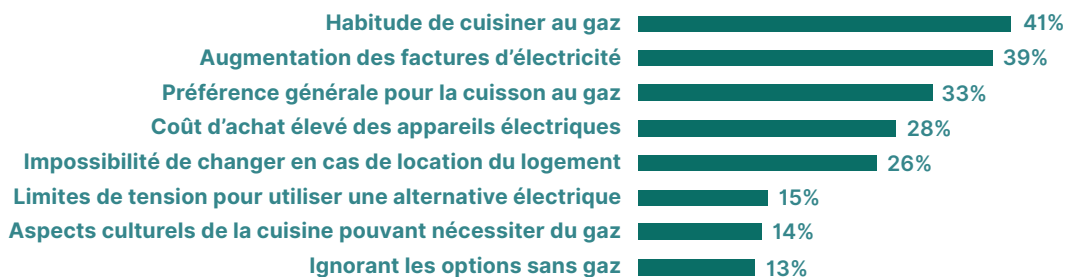 Habitude de cuisiner au gaz 41%
Augmentation des factures d’électricité 39%
Préférence générale pour la cuisson au gaz 33%
Coût d’achat élevé des appareils électriques 28%
Impossibilité de changer en cas de location du logement 26%
Limites de tension pour utiliser une alternative électrique 15%
Aspects culturels de la cuisine pouvant nécessiter du gaz 14%
Ignorant les options sans gaz 13%